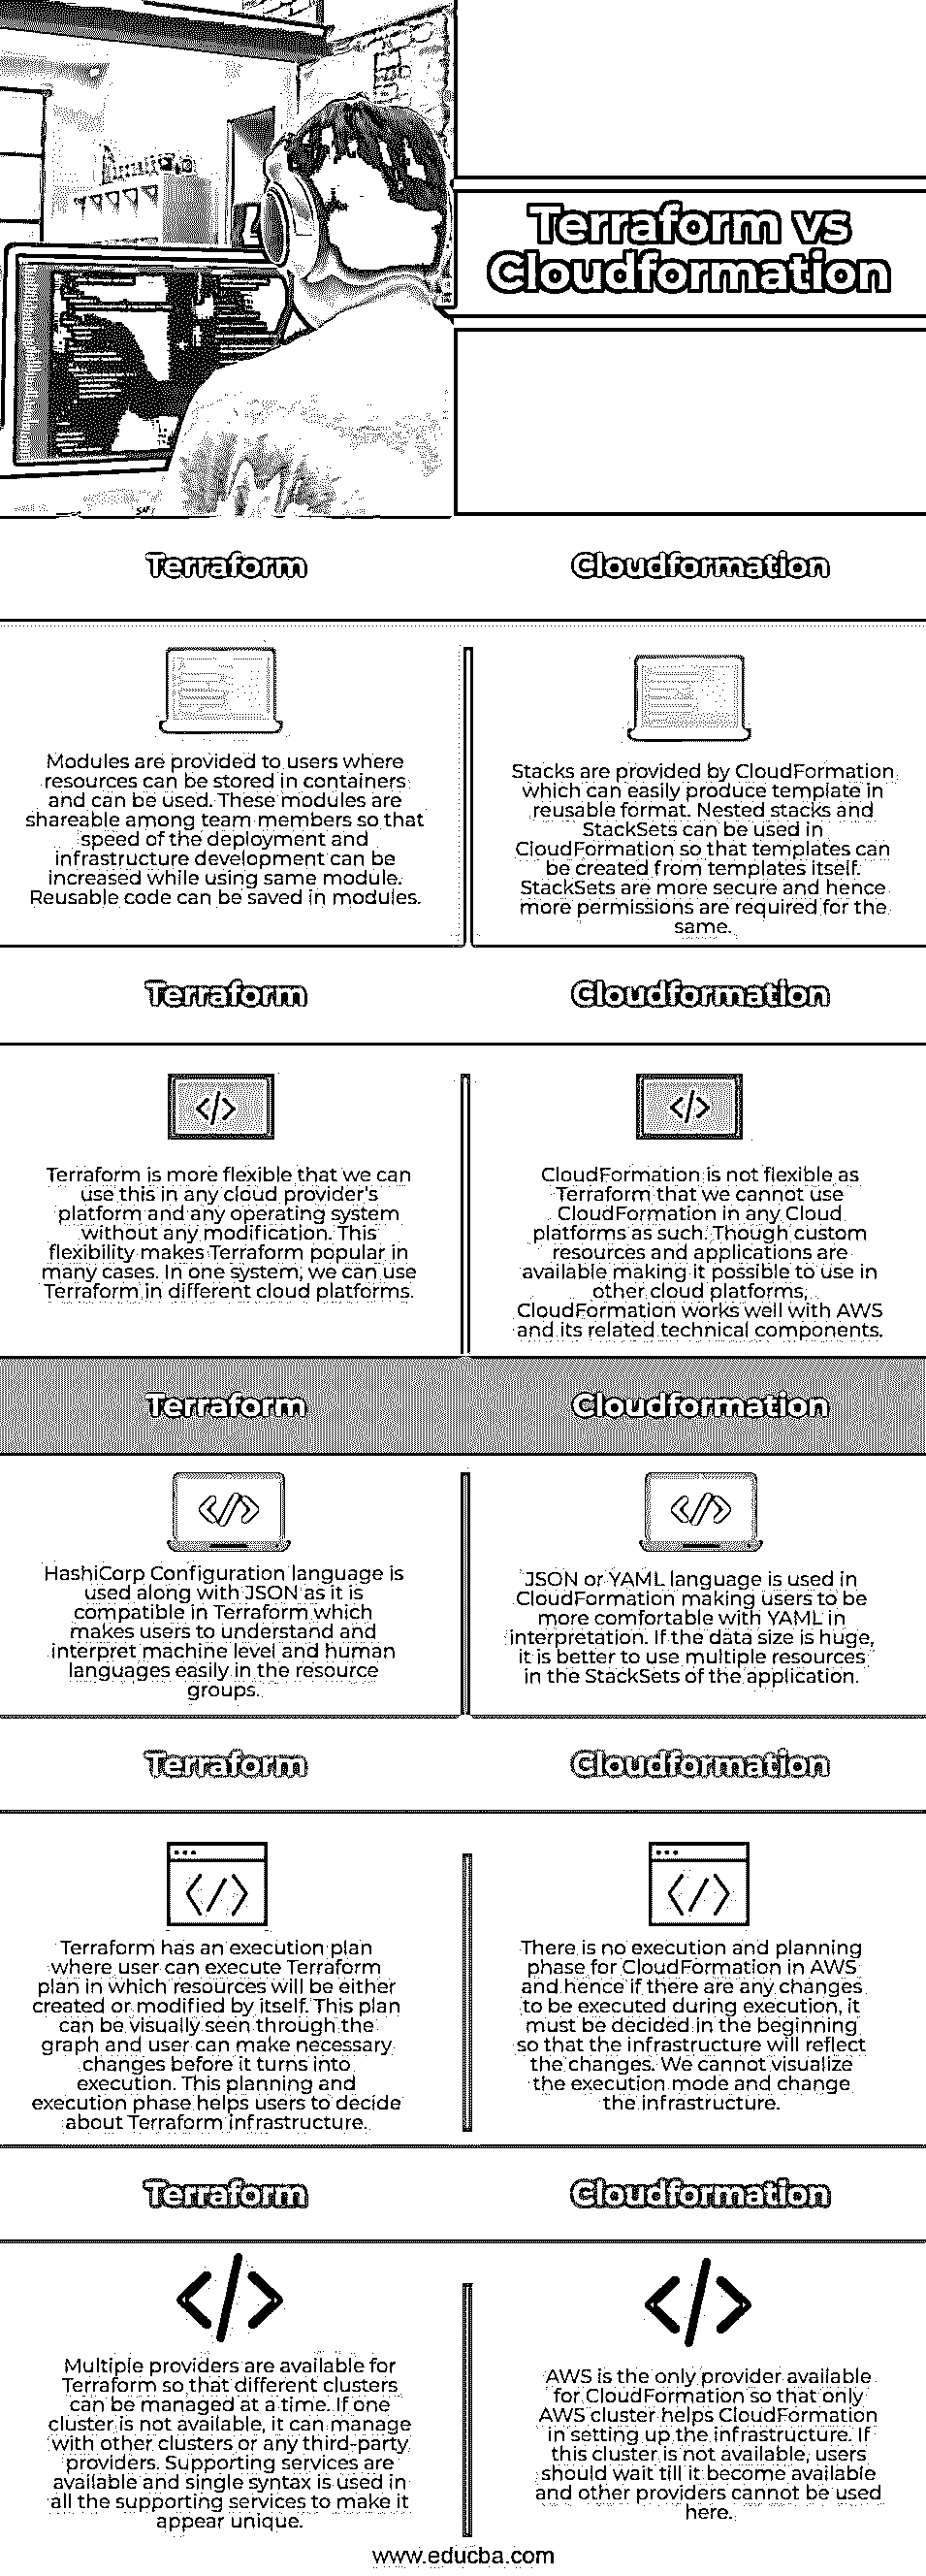 Terraform vs
Cloudformation
Terraform
Cloudformation
Modules are provided to users where
resources can be stored in containers
and can be used. These modules are
shareable among team members so that
speed of the deployment and
infrastructure development can be
increased while using same module.
Reusable code can be saved in modules.
Stacks are provided by CloudFormation
which can easily produce template in
reusable format. Nested stacks and
StackSets can be used in
CloudFormation so that templates can
be created from templates itself.
StackSets are more secure and hence
more permissions are required for the
same.
Terraform
Cloudformation
Terraform is more flexible that we can
use this in any cloud provider's
platform and any operating system
without any modification. This
flexibility makes Terraform popular in
many cases. In one system, we can use
Terraform in different cloud platforms.
CloudFormation is not flexible as
Terraform that we cannot use
CloudFormation in any Cloud
platforms as such. Though custom
resources and applications are
available making it possible to use in
other cloud platforms,
CloudFormation works well with AWS
and its related technical components.
Terraform
Cloudformation
HashiCorp Configuration language is
used along with JSON as it is
compatible in Terraform which
makes users to understand and
interpret machine level and human
languages easily in the resource
groups.
JSON or YAML language is used in
CloudFormation making users to be
more comfortable with YAML in
interpretation. If the data size is huge,
it is better to use multiple resources
in the StackSets of the application.
Terraform
Cloudformation
Terraform has an execution plan
where user can execute Terraform
plan in which resources will be either
created or modified by itself. This plan
can be visually seen through the
graph and user can make necessary
changes before it turns into
execution. This planning and
execution phase helps users to decide
about Terraform infrastructure.
There is no execution and planning
phase for CloudFormation in AWS
and hence if there are any changes
to be executed during execution, it
must be decided in the beginning
so that the infrastructure will reflect
the changes. We cannot visualize
the execution mode and change
the infrastructure.
Terraform
Cloudformation
Multiple providers are available for
Terraform so that different clusters
can be managed at a time. If one
cluster is not available, it can manage
with other clusters or any third-party
providers. Supporting services are
available and single syntax is used in
all the supporting services to make it
appear unique.
AWS is the only provider available
for CloudFormation so that only
AWS cluster helps CloudFormation
in setting up the infrastructure. If
this cluster is not available, users
should wait till it become available
and other providers cannot be used
here.
www.educba.com